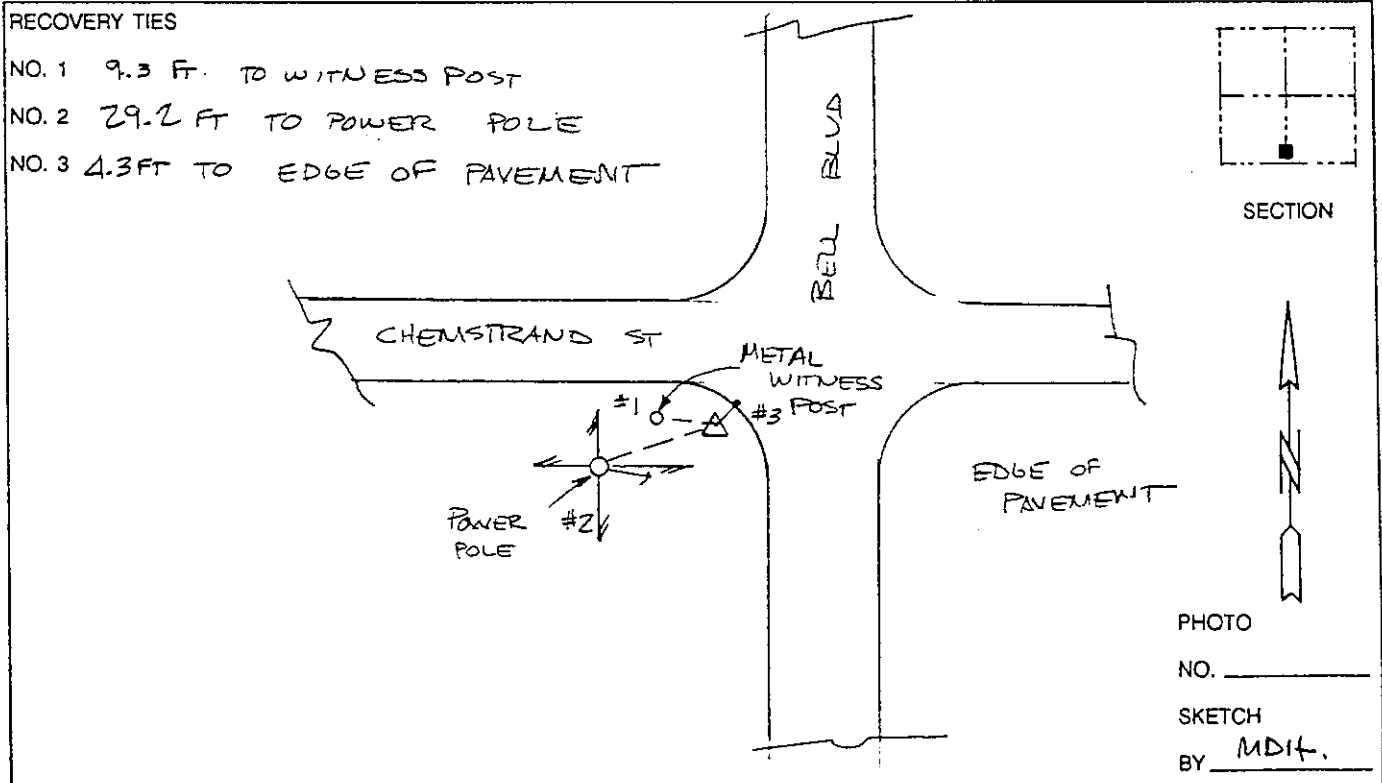 RECOVERY TIES
NO. 1 9.3 FT. TO WITNESS POST
NO. 2 29.2 FT TO POWER POLE
NO. 3 4.3 FT TO EDGE OF PAVEMENT
BELL BLVD
SECTION
CHEMSTRAND ST
METAL
WITNESS
POST
#1
#3
EDGE OF
PAVEMENT
POWER
POLE
#2
N
PHOTO
NO.
SKETCH
BY